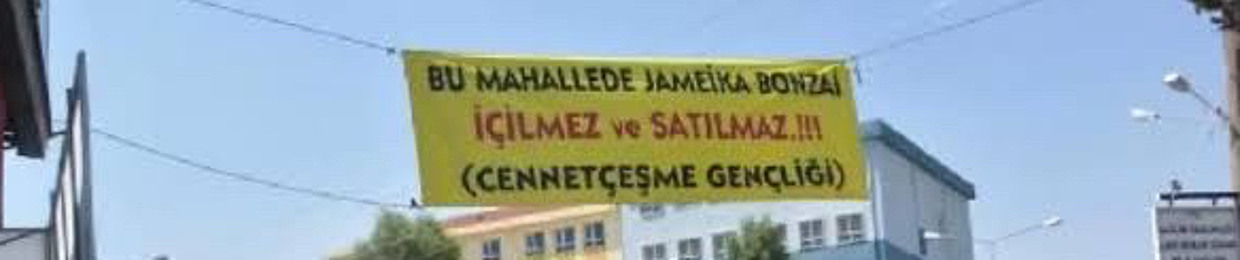 BU MAHALLEDE JAMEİKA BONZAİ
İÇİLMEZ ve SATILMAZ.!!!
(CENNETÇEŞME GENÇLİĞİ)